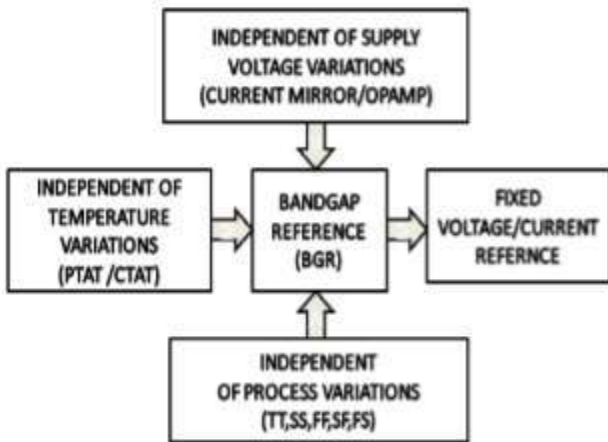 INDEPENDENT OF SUPPLY
VOLTAGE VARIATIONS
(CURRENT MIRROR/OPAMP)
INDEPENDENT OF
TEMPERATURE
VARIATIONS
(PTAT /CTAT)
BANDGAP
REFERENCE
(BGR)
FIXED
VOLTAGE/CURRENT
REFERNCE
INDEPENDENT
OF PROCESS VARIATIONS
(TT,SS,FF,SF,FS)